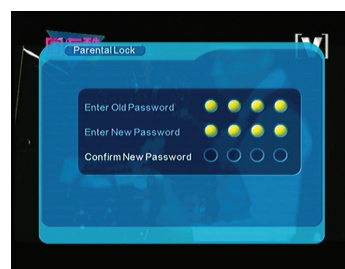 Parental Lock
[V]
Enter Old Password
Enter New Password
Confirm New Password